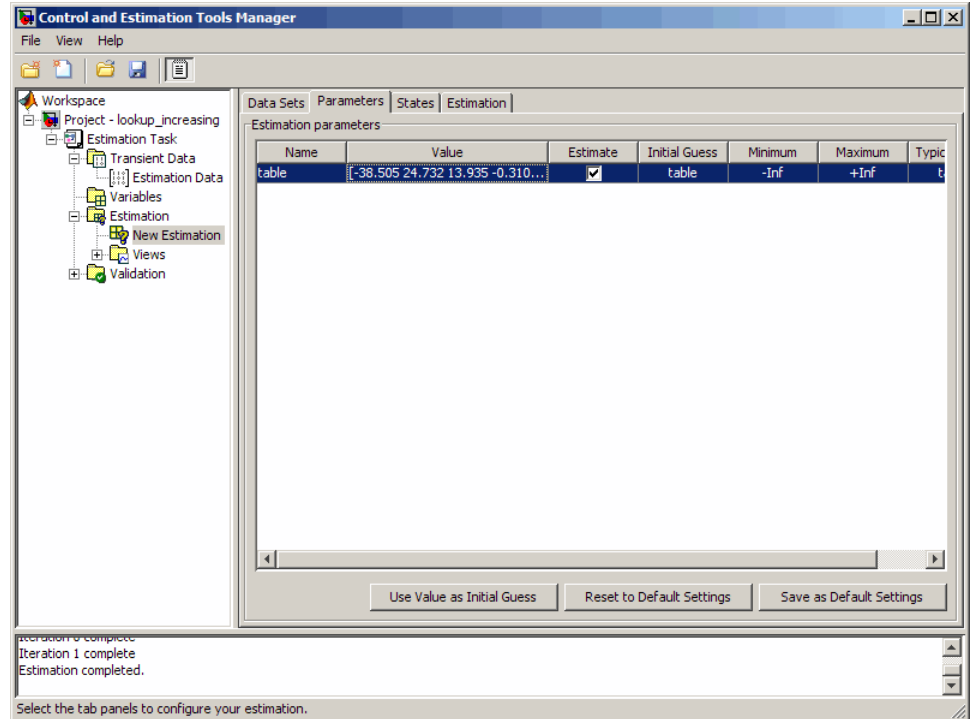 Control and Estimation Tools Manager
File View Help
Workspace
Project - lookup_increasing
Estimation Task
Transient Data
Estimation Data
Variables
Estimation
New Estimation
Views
Validation
Data Sets Parameters States Estimation
Estimation parameters
Name Value Estimate Initial Guess Minimum Maximum Typic
table [-38.505 24.732 13.935 -0.310... table -Inf +Inf t
Use Value as Initial Guess Reset to Default Settings Save as Default Settings
complete
Iteration 1 complete
Estimation completed.
Select the tab panels to configure your estimation.